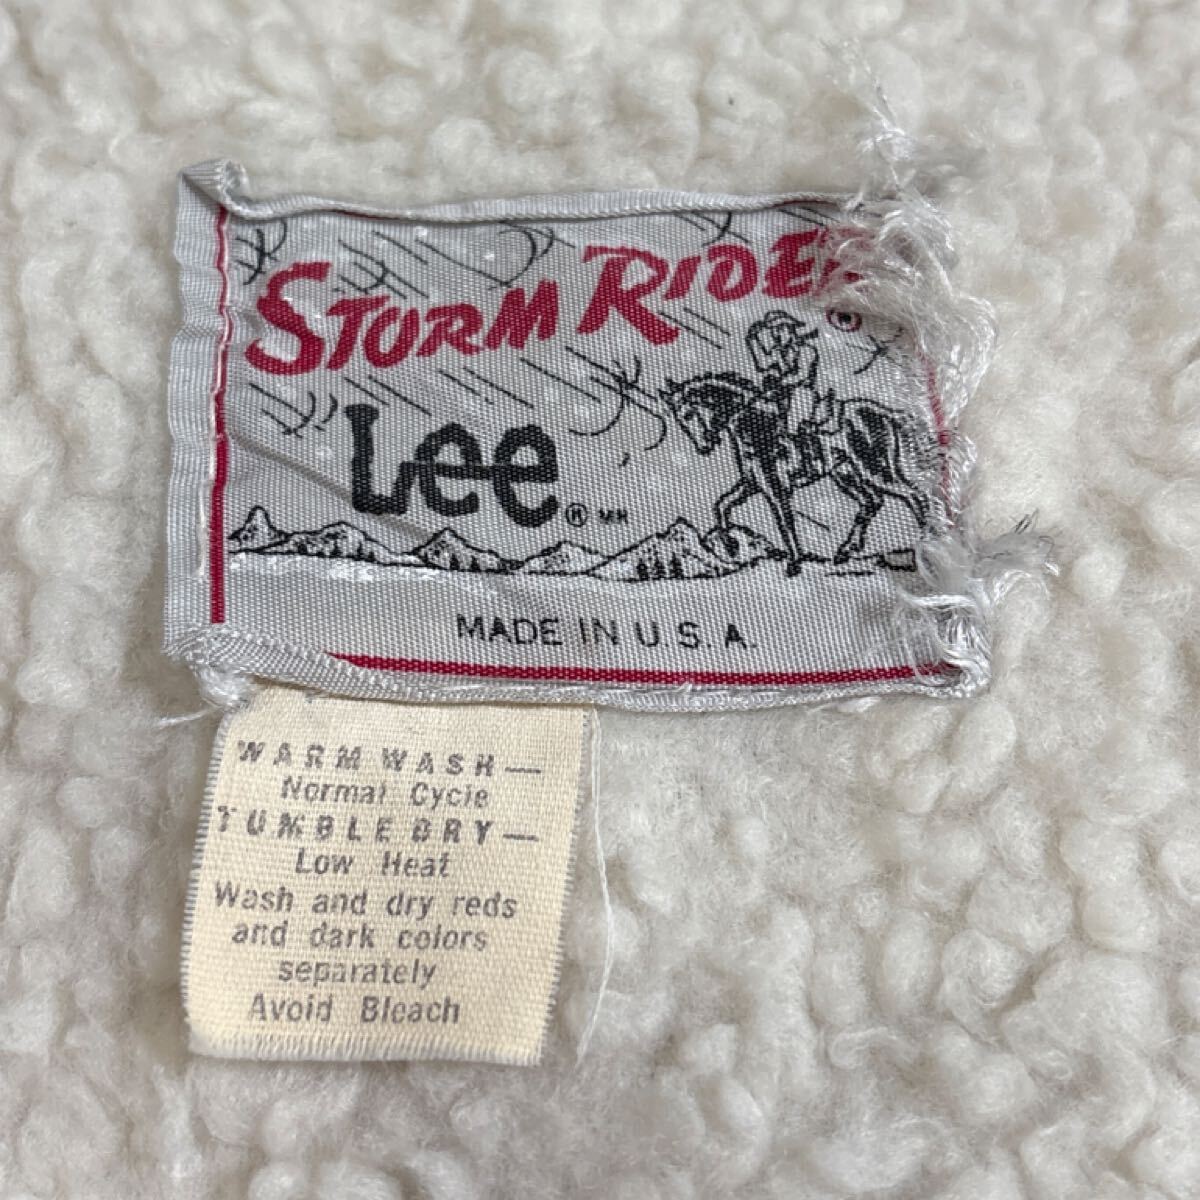 STORM RIDER ®
Lee ® MR
MADE IN U.S.A.
WARM WASH—
Normal Cycle
TUMBLE DRY—
Low Heat
Wash and dry reds
and dark colors
separately
Avoid Bleach